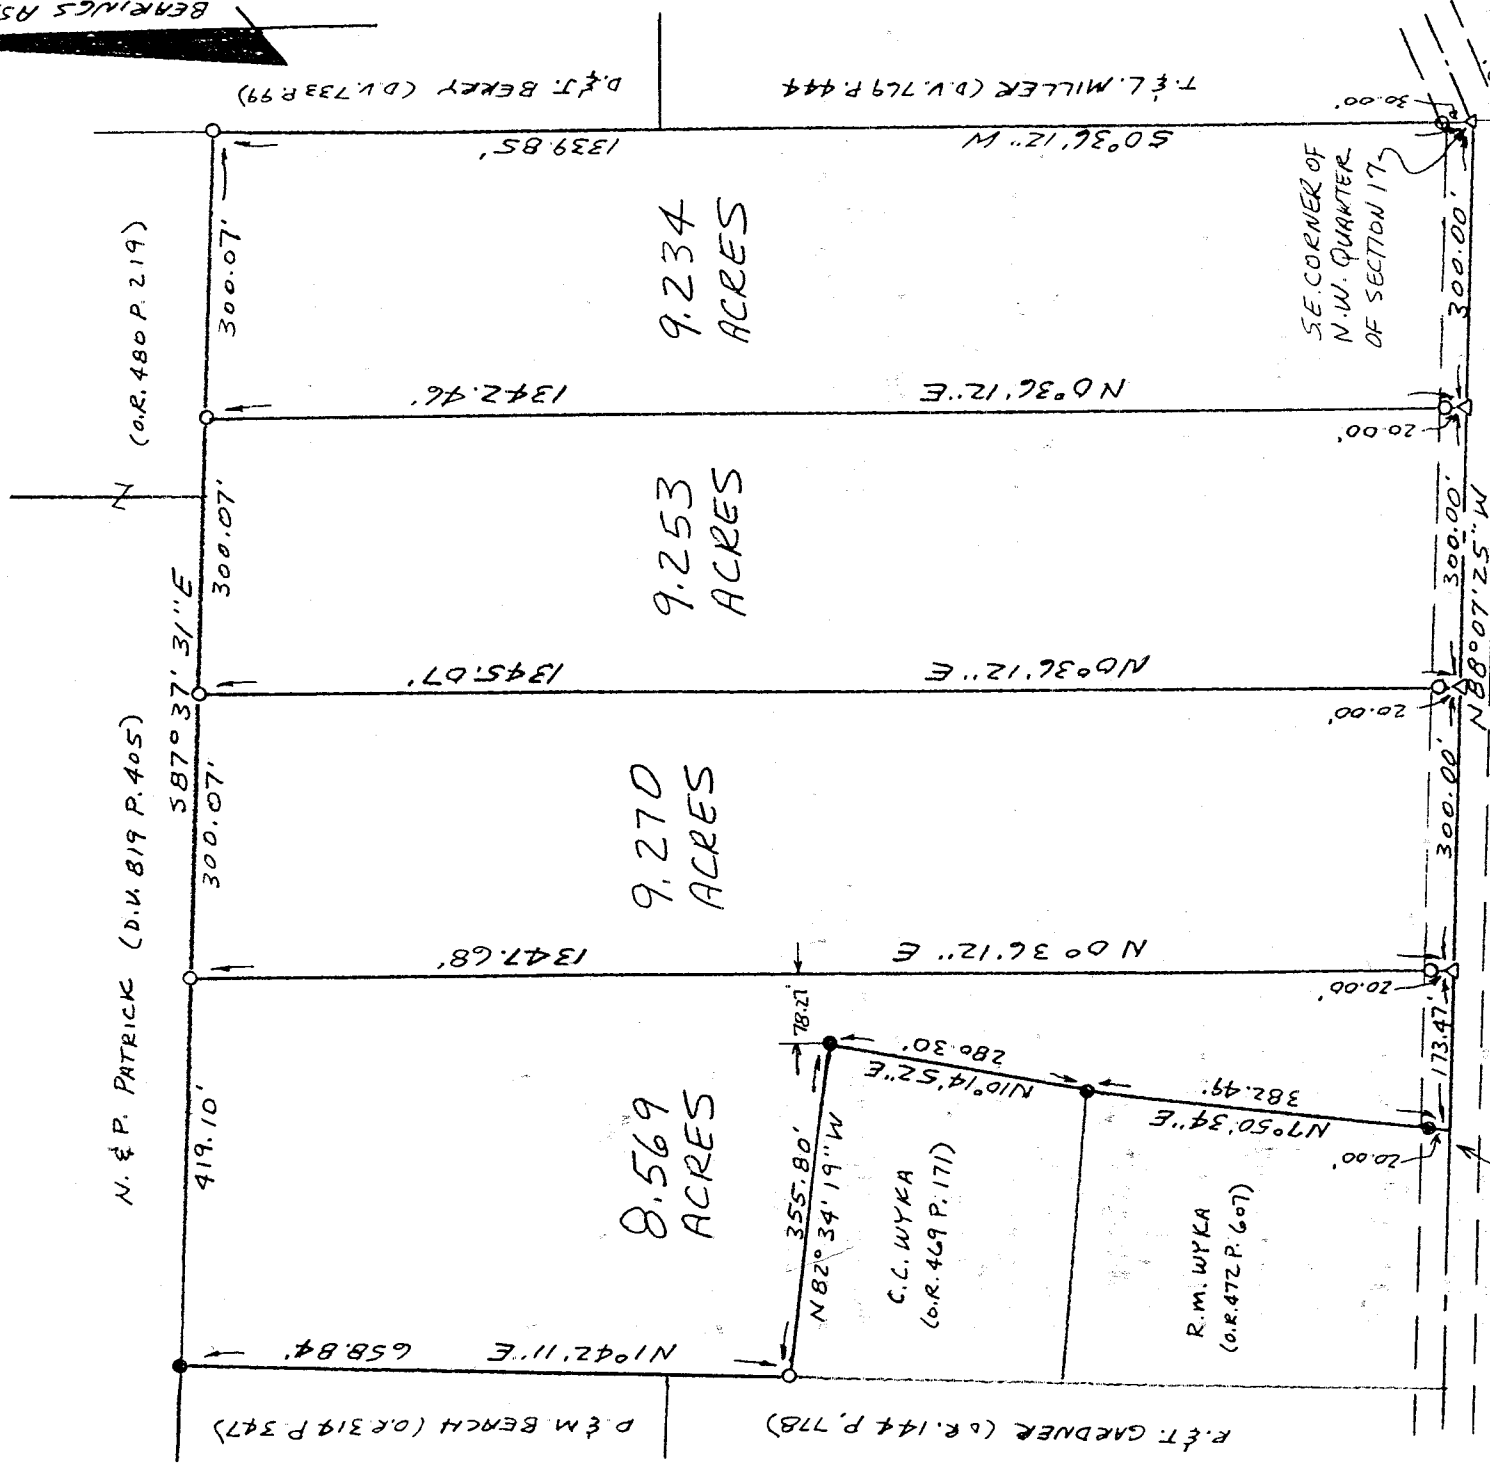 BEARINGS AS
D. & J. BERRY (D.V. 733 P. 99)
T. & L. MILLER (D.V. 769 P. 444
30.00'
1339.85'
S0°36'12"W
S.E. CORNER OF
N.W. QUARTER
OF SECTION 17
(O.R. 480 P. 219)
300.07'
9.234
ACRES
300.00'
1342.46'
N0°36'12"E
20.00'
N
300.07'
9.253
ACRES
300.00'
N88°07'25"W
S87°37'31"E
1345.07'
N0°36'12"E
20.00'
N. & P. PATRICK (D.V. 819 P. 405)
300.07'
9.270
ACRES
300.00'
1347.68'
N0°36'12"E
20.00'
78.27'
173.47'
280.30'
N10°14'52"E
382.49'
N7°50'34"E
20.00'
419.10'
8.569
ACRES
355.80'
N82°34'19"W
C.C. WYKA
(O.R. 469 P. 171)
R.M. WYKA
(O.R. 472 P. 607)
658.84'
N1°42'11"E
D. & M. BEACH (O.R. 314 P. 347)
R. & T. GARDNER (O.R. 144 P. 778)